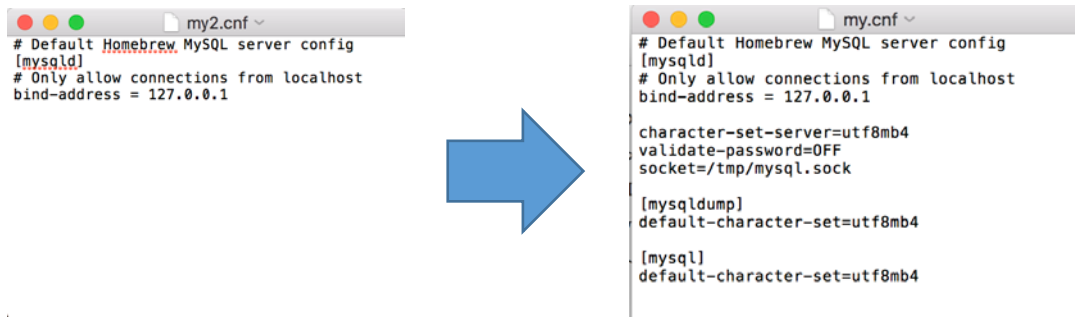 my2.cnf
# Default Homebrew MySQL server config
[mysqld]
# Only allow connections from localhost
bind-address = 127.0.0.1
my.cnf
# Default Homebrew MySQL server config
[mysqld]
# Only allow connections from localhost
bind-address = 127.0.0.1
character-set-server=utf8mb4
validate-password=OFF
socket=/tmp/mysql.sock
[mysqldump]
default-character-set=utf8mb4
[mysql]
default-character-set=utf8mb4